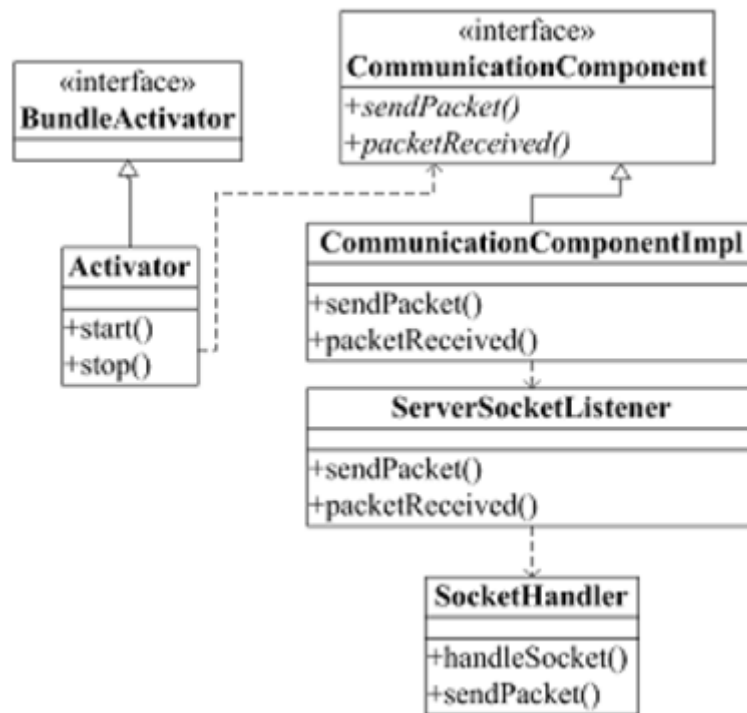 «interface»
BundleActivator
«interface»
CommunicationComponent
+sendPacket()
+packetReceived()
Activator
+start()
+stop()
CommunicationComponentImpl
+sendPacket()
+packetReceived()
ServerSocketListener
+sendPacket()
+packetReceived()
SocketHandler
+handleSocket()
+sendPacket()